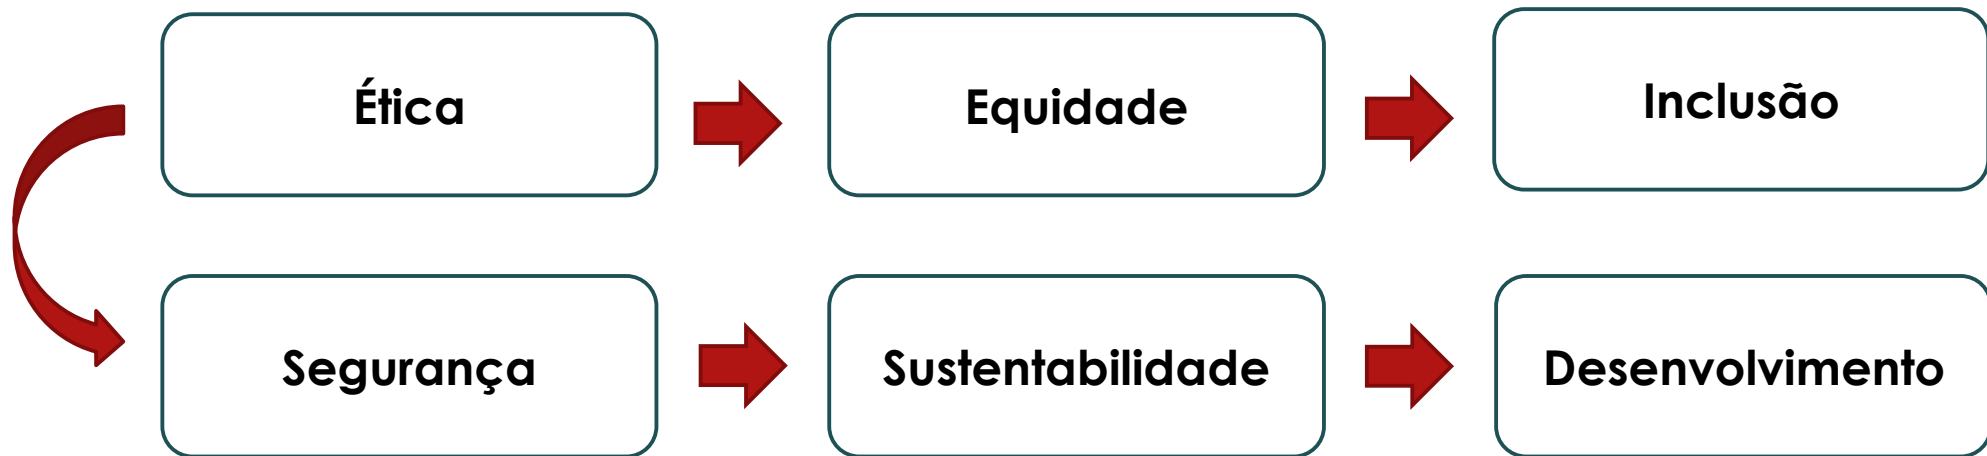 Ética
Equidade
Inclusão
Segurança
Sustentabilidade
Desenvolvimento